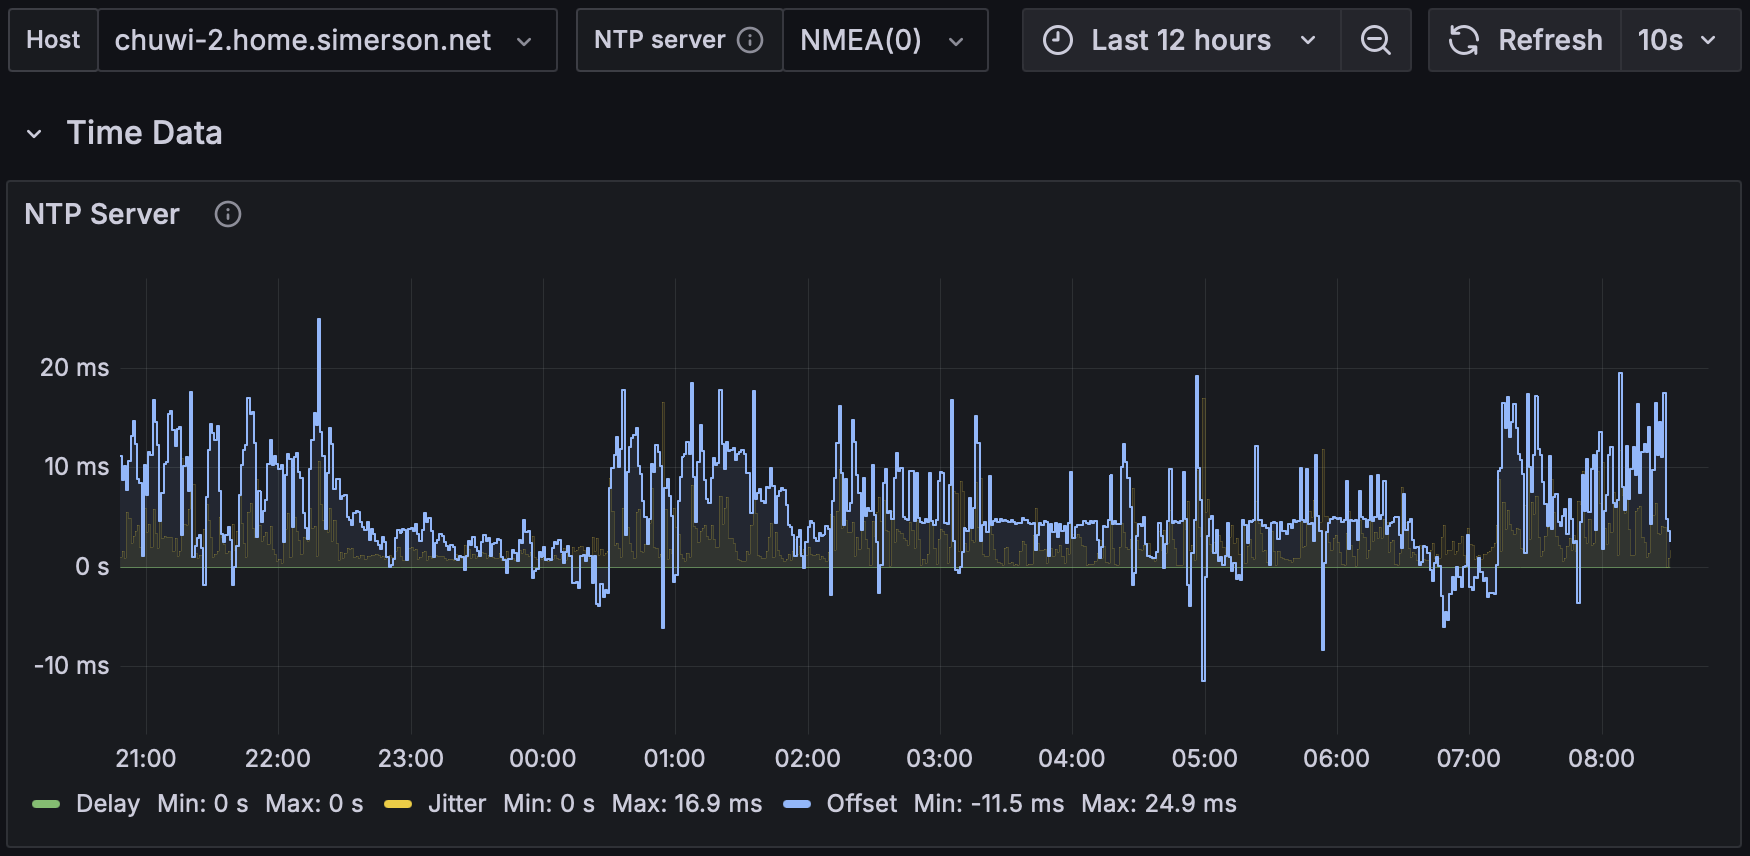 Host chuwi-2.home.simerson.net NTP server NMEA(0) Last 12 hours Refresh 10s
Time Data
NTP Server
20 ms
10 ms
0 s
-10 ms
21:00 22:00 23:00 00:00 01:00 02:00 03:00 04:00 05:00 06:00 07:00 08:00
Delay Min: 0 s Max: 0 s Jitter Min: 0 s Max: 16.9 ms Offset Min: -11.5 ms Max: 24.9 ms